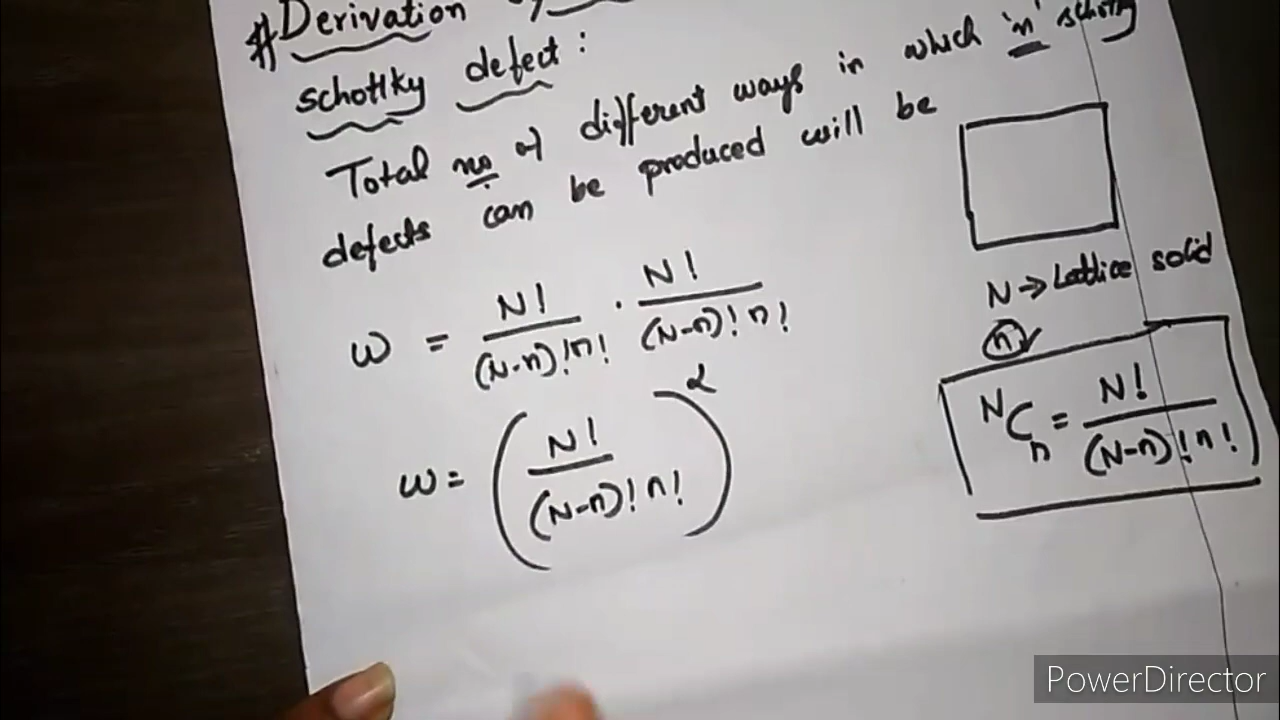 #Derivation
schottky defect :
Total no of different ways in which 'n' schottky
defects can be produced will be
N → Lattice solid
n
ω = N! / (N-n)! n! . N! / (N-n)! n!
ω = ( N! / (N-n)! n! )²
ᴺCₙ = N! / (N-n)! n!
PowerDirector